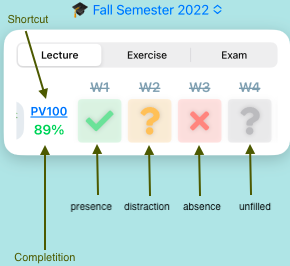 Fall Semester 2022
Shortcut
Lecture Exercise Exam
W1 W2 W3 W4
PV100
89%
presence distraction absence unfilled
Completition